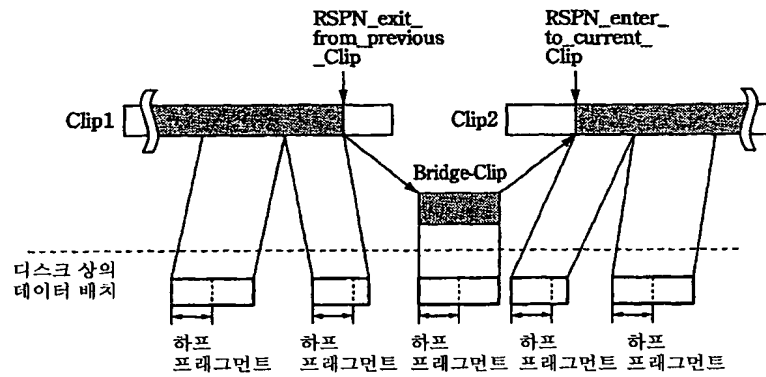 RSPN_exit_
from_previous
_Clip
RSPN_enter_
to_current_
Clip
Clip1
Clip2
Bridge-Clip
디스크 상의
데이터 배치
하프
프래그먼트
하프
프래그먼트
하프
프래그먼트
하프
프래그먼트
하프
프래그먼트